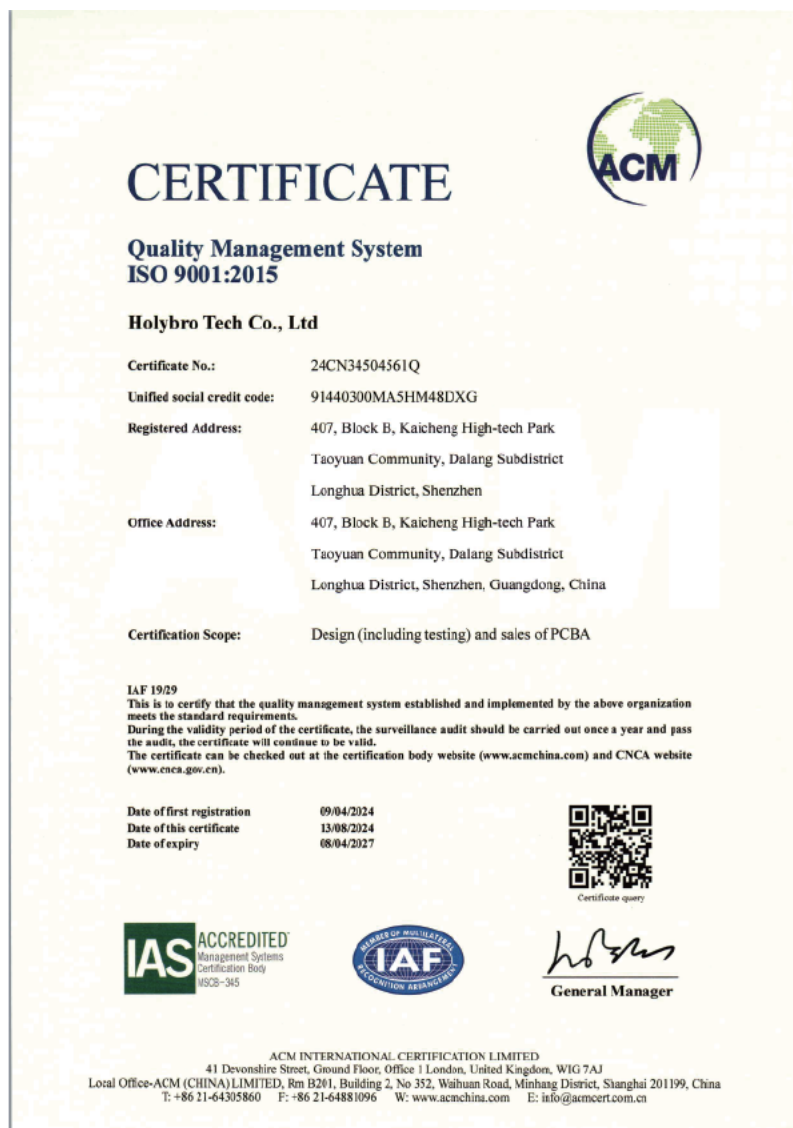 ACM
CERTIFICATE
Quality Management System
ISO 9001:2015
Holybro Tech Co., Ltd
Certificate No.: 24CN34504561Q
Unified social credit code: 91440300MA5HM48DXG
Registered Address: 407, Block B, Kaicheng High-tech Park
Taoyuan Community, Dalang Subdistrict
Longhua District, Shenzhen
Office Address: 407, Block B, Kaicheng High-tech Park
Taoyuan Community, Dalang Subdistrict
Longhua District, Shenzhen, Guangdong, China
Certification Scope: Design (including testing) and sales of PCBA
IAF 19/29
This is to certify that the quality management system established and implemented by the above organization
meets the standard requirements.
During the validity period of the certificate, the surveillance audit should be carried out once a year and pass
the audit, the certificate will continue to be valid.
The certificate can be checked out at the certification body website (www.acmchina.com) and CNCA website
(www.cnca.gov.cn).
Date of first registration 09/04/2024
Date of this certificate 13/08/2024
Date of expiry 08/04/2027
Certificate query
IAS ACCREDITED
Management Systems
Certification Body
MSCB-345
MEMBER OF MULTILATERAL
IAF
RECOGNITION ARRANGEMENT
General Manager
ACM INTERNATIONAL CERTIFICATION LIMITED
41 Devonshire Street, Ground Floor, Office 1 London, United Kingdom, W1G 7AJ
Local Office-ACM (CHINA) LIMITED, Rm B201, Building 2, No 352, Waihuan Road, Minhang District, Shanghai 201199, China
T: +86 21-64305860 F: +86 21-64881096 W: www.acmchina.com E: info@acmcert.com.cn